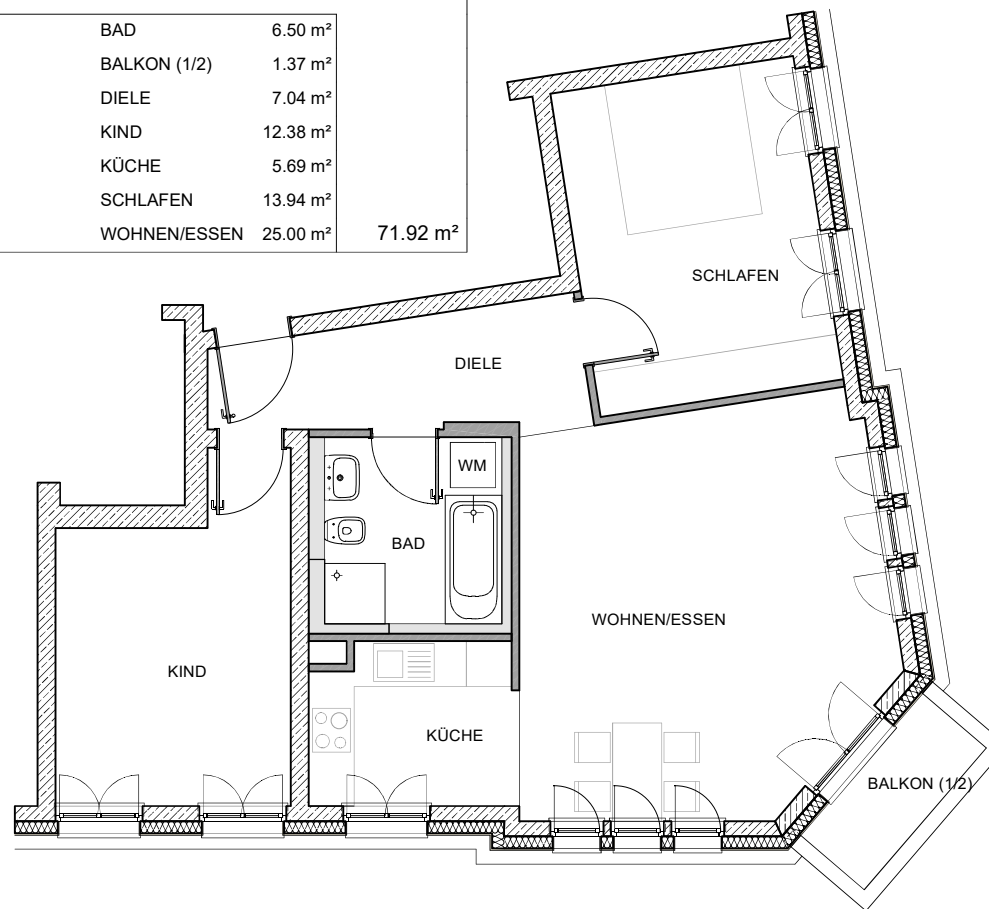 BAD 6.50 m²
BALKON (1/2) 1.37 m²
DIELE 7.04 m²
KIND 12.38 m²
KÜCHE 5.69 m²
SCHLAFEN 13.94 m²
WOHNEN/ESSEN 25.00 m² 71.92 m²
SCHLAFEN
DIELE
WM
BAD
WOHNEN/ESSEN
KIND
KÜCHE
BALKON (1/2)